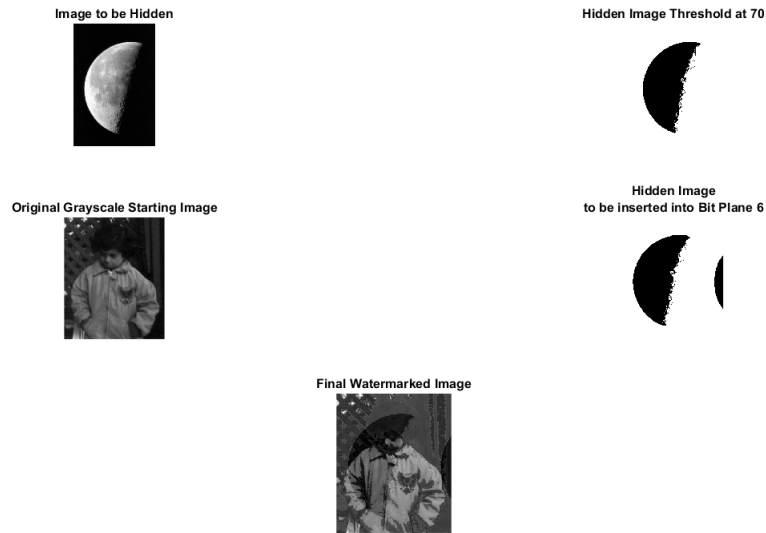 Image to be Hidden
Hidden Image Threshold at 70
Original Grayscale Starting Image
Hidden Image
to be inserted into Bit Plane 6
Final Watermarked Image